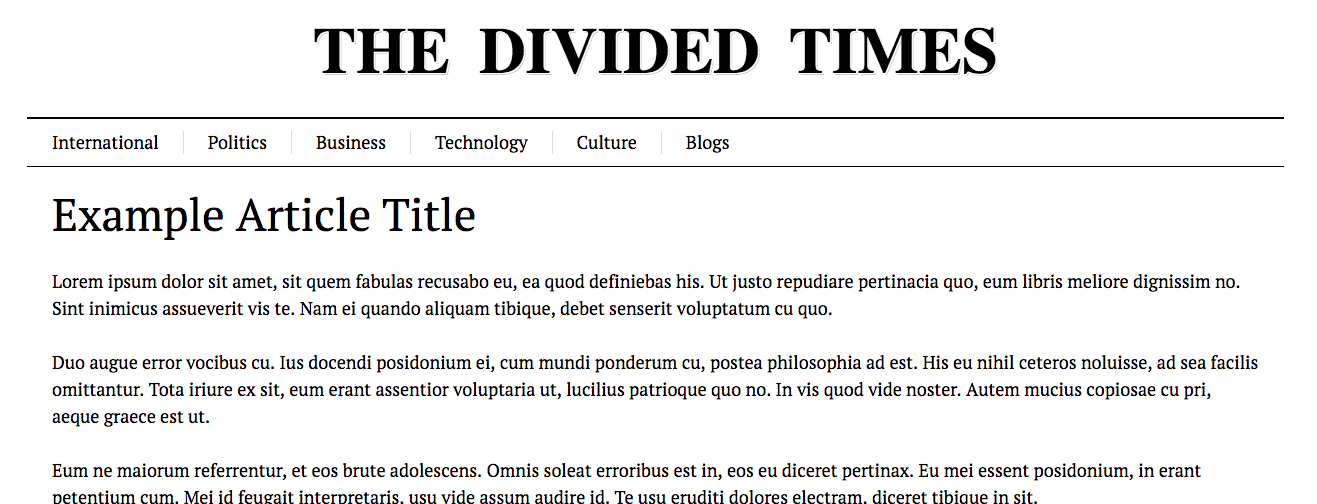 THE DIVIDED TIMES
International Politics Business Technology Culture Blogs
Example Article Title
Lorem ipsum dolor sit amet, sit quem fabulas recusabo eu, ea quod definiebas his. Ut justo repudiare pertinacia quo, eum libris meliore dignissim no.
Sint inimicus assueverit vis te. Nam ei quando aliquam tibique, debet senserit voluptatum cu quo.
Duo augue error vocibus cu. Ius docendi posidonium ei, cum mundi ponderum cu, postea philosophia ad est. His eu nihil ceteros noluisse, ad sea facilis
omittantur. Tota iriure ex sit, eum erant assentior voluptaria ut, lucilius patrioque quo no. In vis quod vide noster. Autem mucius copiosae cu pri,
aeque graece est ut.
Eum ne maiorum referrentur, et eos brute adolescens. Omnis soleat erroribus est in, eos eu diceret pertinax. Eu mei essent posidonium, in erant
petentium cum. Mei id feugait interpretaris, usu vide assum audire id. Te usu eruditi dolores electram, diceret tibique in sit.